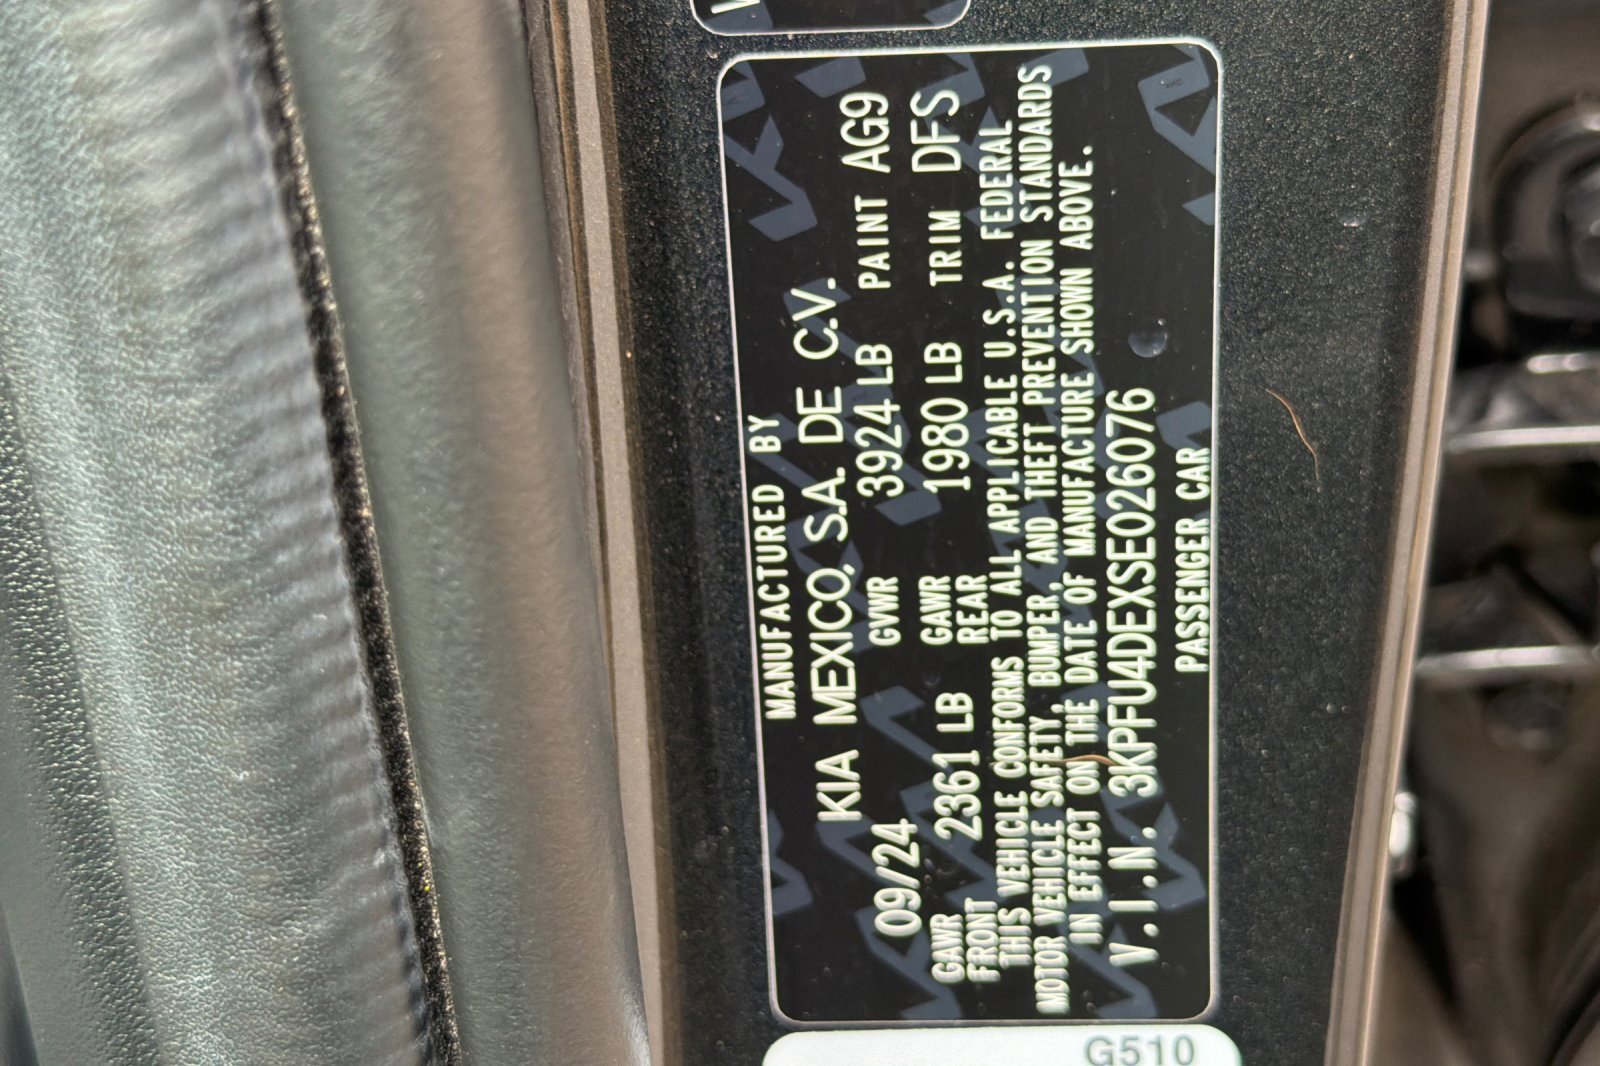 MANUFACTURED BY
KIA MEXICO, S.A. DE C.V.
09/24 GVWR 3924 LB PAINT AG9
GAWR FRONT 2361 LB GAWR REAR 1980 LB TRIM DFS
THIS VEHICLE CONFORMS TO ALL APPLICABLE U.S.A. FEDERAL
MOTOR VEHICLE SAFETY, BUMPER, AND THEFT PREVENTION STANDARDS
IN EFFECT ON THE DATE OF MANUFACTURE SHOWN ABOVE.
V.I.N. 3KPFU4DEXSE026076
PASSENGER CAR
G510